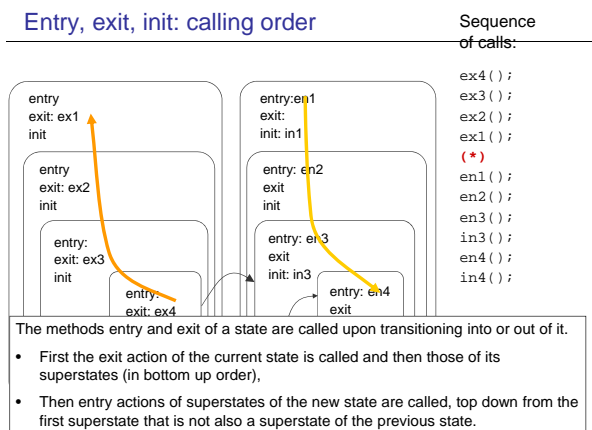 Entry, exit, init: calling order
Sequence
of calls:
ex4();
ex3();
ex2();
ex1();
(*)
en1();
en2();
en3();
in3();
en4();
in4();
entry
exit: ex1
init
entry
exit: ex2
init
entry:
exit: ex3
init
entry:
exit: ex4
entry:en1
exit:
init: in1
entry: en2
exit
init
entry: en3
exit
init: in3
entry: en4
exit
The methods entry and exit of a state are called upon transitioning into or out of it.
• First the exit action of the current state is called and then those of its
superstates (in bottom up order),
• Then entry actions of superstates of the new state are called, top down from the
first superstate that is not also a superstate of the previous state.